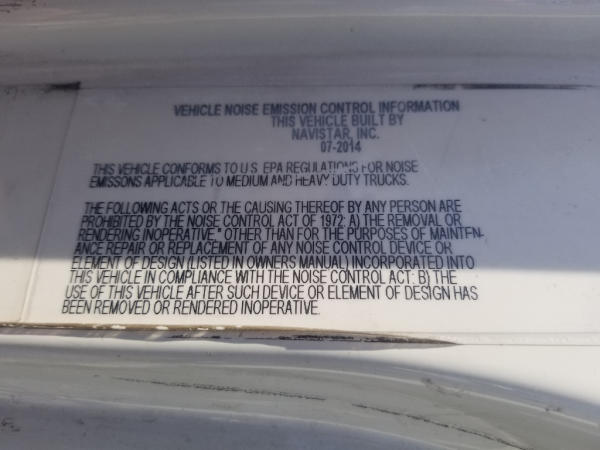 VEHICLE NOISE EMISSION CONTROL INFORMATION
THIS VEHICLE BUILT BY
NAVISTAR, INC.
07-2014
THIS VEHICLE CONFORMS TO U.S. EPA REGULATIONS FOR NOISE
EMISSONS APPLICABLE TO MEDIUM AND HEAVY DUTY TRUCKS.
THE FOLLOWING ACTS OR THE CAUSING THEREOF BY ANY PERSON ARE
PROHIBITED BY THE NOISE CONTROL ACT OF 1972: A) THE REMOVAL OR
RENDERING INOPERATIVE" OTHER THAN FOR THE PURPOSES OF MAINTEN-
ANCE REPAIR OR REPLACEMENT OF ANY NOISE CONTROL DEVICE OR
ELEMENT OF DESIGN (LISTED IN OWNERS MANUAL) INCORPORATED INTO
THIS VEHICLE IN COMPLIANCE WITH THE NOISE CONTROL ACT; B) THE
USE OF THIS VEHICLE AFTER SUCH DEVICE OR ELEMENT OF DESIGN HAS
BEEN REMOVED OR RENDERED INOPERATIVE.